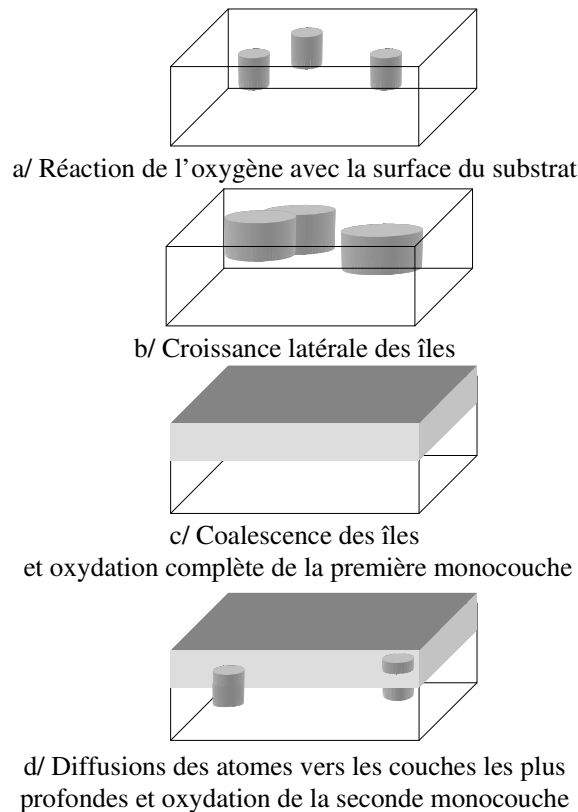 a/ Réaction de l’oxygène avec la surface du substrat
b/ Croissance latérale des îles
c/ Coalescence des îles
et oxydation complète de la première monocouche
d/ Diffusions des atomes vers les couches les plus
profondes et oxydation de la seconde monocouche